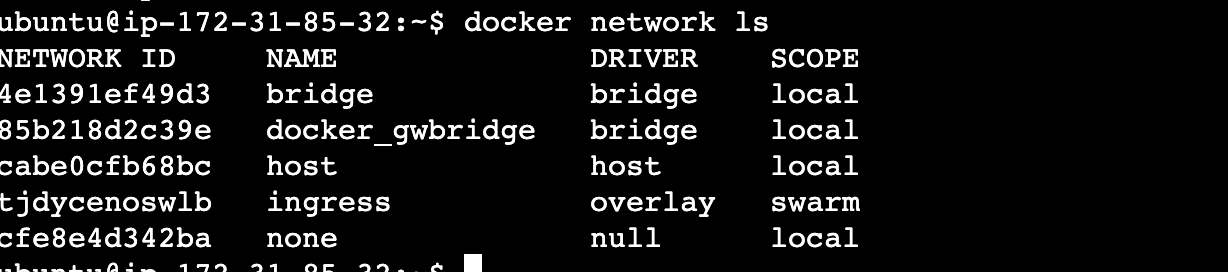 ubuntu@ip-172-31-85-32:~$ docker network ls
NETWORK ID     NAME              DRIVER    SCOPE
4e1391ef49d3   bridge            bridge    local
85b218d2c39e   docker_gwbridge   bridge    local
cabe0cfb68bc   host              host      local
tjdycenoswlb   ingress           overlay   swarm
cfe8e4d342ba   none              null      local
ubuntu@ip-172-31-85-32:~$